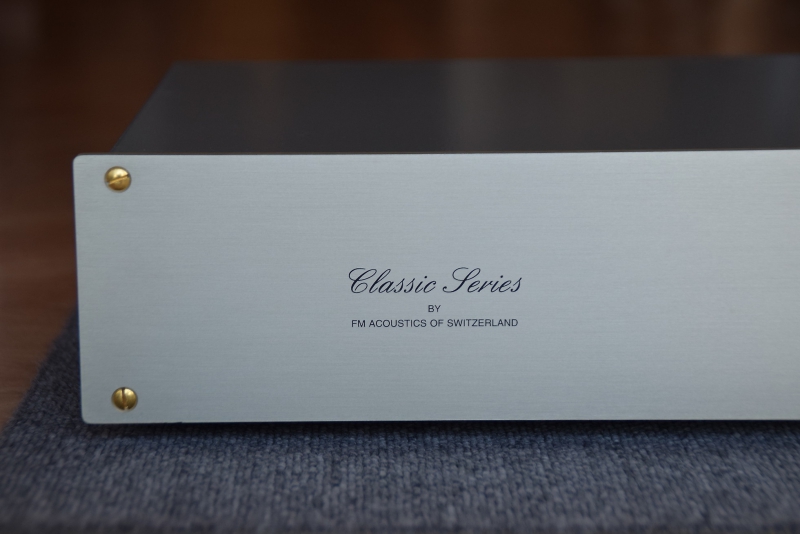 Classic Series
BY
FM ACOUSTICS OF SWITZERLAND